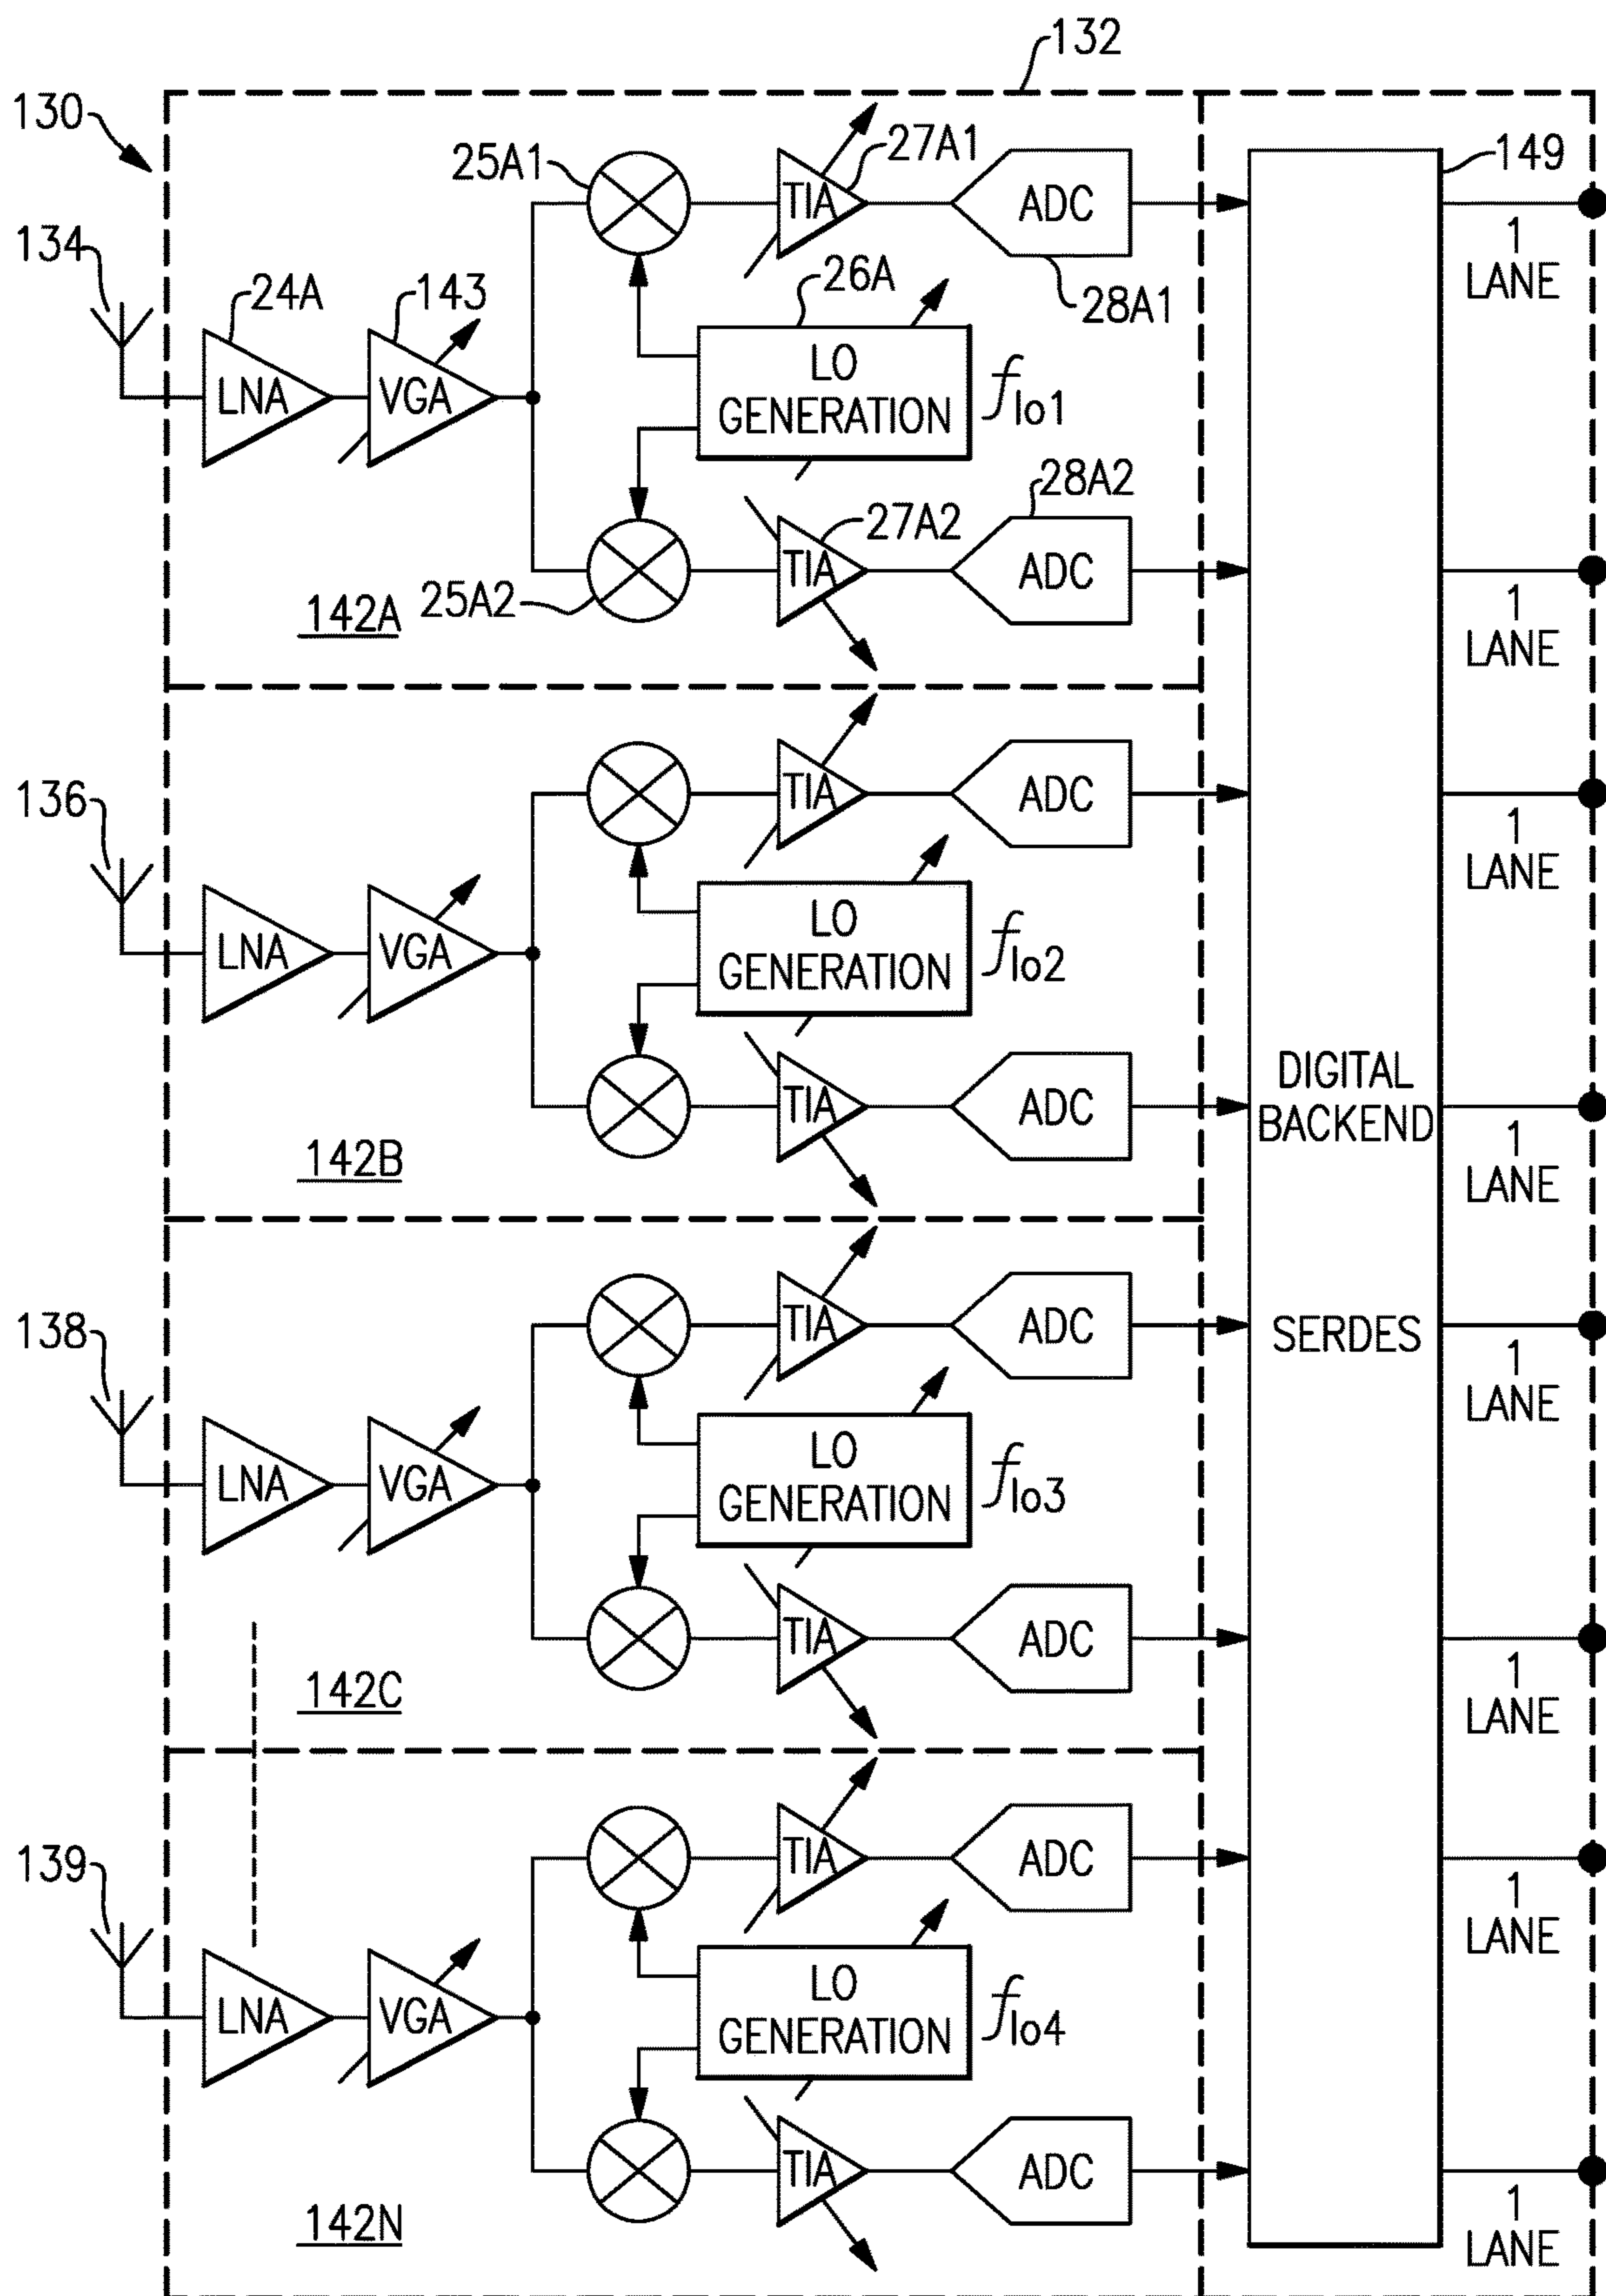 132
130
149
25A1
27A1
TIA
ADC
1
LANE
134
24A
143
26A
28A1
LNA
VGA
LO
GENERATION
flo1
28A2
27A2
TIA
ADC
25A2
1
LANE
142A
TIA
ADC
1
LANE
136
LNA
VGA
LO
GENERATION
flo2
DIGITAL
BACKEND
TIA
ADC
1
LANE
142B
138
TIA
ADC
SERDES
1
LANE
LNA
VGA
LO
GENERATION
flo3
TIA
ADC
1
LANE
142C
139
TIA
ADC
1
LANE
LNA
VGA
LO
GENERATION
flo4
TIA
ADC
1
LANE
142N